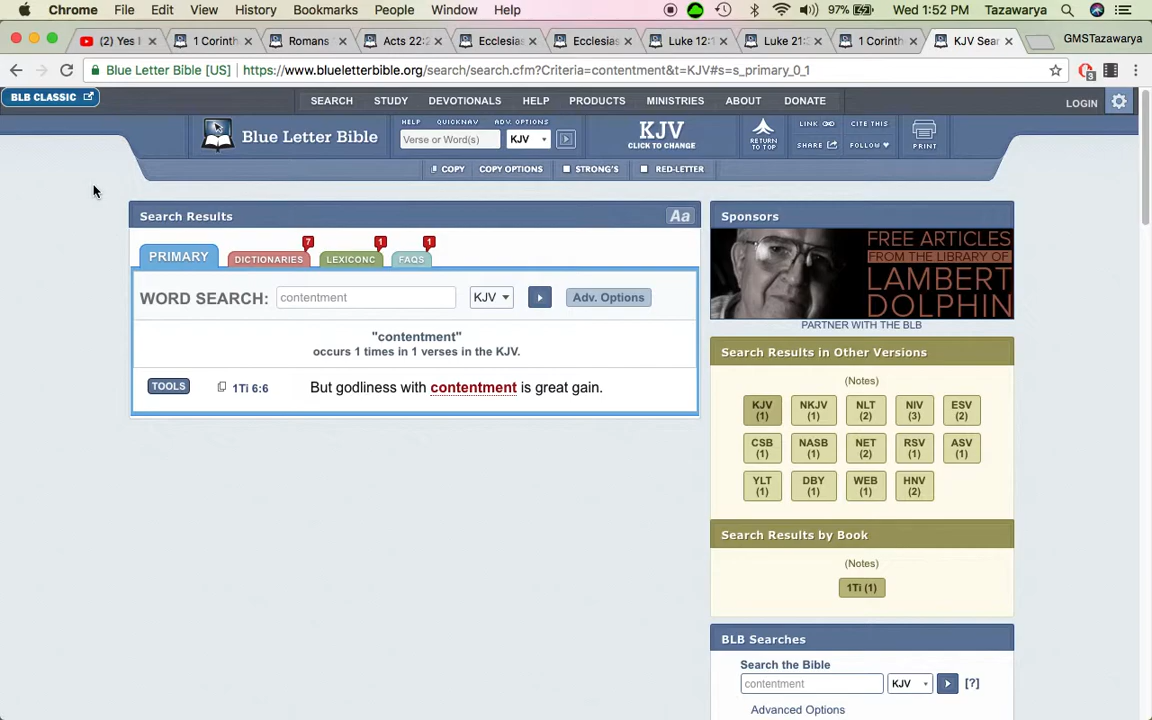 Chrome File Edit View History Bookmarks People Window Help 97% Wed 1:52 PM Tazawarya
(2) Yes I 1 Corinth Romans Acts 22:2 Ecclesias Ecclesias Luke 12:1 Luke 21:3 1 Corinth KJV Sear GMSTazawarya
Blue Letter Bible [US] https://www.blueletterbible.org/search/search.cfm?Criteria=contentment&t=KJV#s=s_primary_0_1 3
BLB CLASSIC SEARCH STUDY DEVOTIONALS HELP PRODUCTS MINISTRIES ABOUT DONATE LOGIN
HELP QUICKNAV ADV. OPTIONS
Blue Letter Bible Verse or Word(s) KJV
KJV
CLICK TO CHANGE
RETURN
TO TOP
LINK CITE THIS
SHARE FOLLOW
PRINT
COPY COPY OPTIONS STRONG'S RED-LETTER
Search Results Aa
PRIMARY DICTIONARIES 7 LEXICONC 1 FAQS 1
WORD SEARCH: contentment KJV Adv. Options
"contentment"
occurs 1 times in 1 verses in the KJV.
TOOLS 1Ti 6:6 But godliness with contentment is great gain.
Sponsors
FREE ARTICLES
FROM THE LIBRARY OF
LAMBERT
DOLPHIN
PARTNER WITH THE BLB
Search Results in Other Versions
(Notes)
KJV (1) NKJV (1) NLT (2) NIV (3) ESV (2)
CSB (1) NASB (1) NET (2) RSV (1) ASV (1)
YLT (1) DBY (1) WEB (1) HNV (2)
Search Results by Book
(Notes)
1Ti (1)
BLB Searches
Search the Bible
contentment KJV [?]
Advanced Options